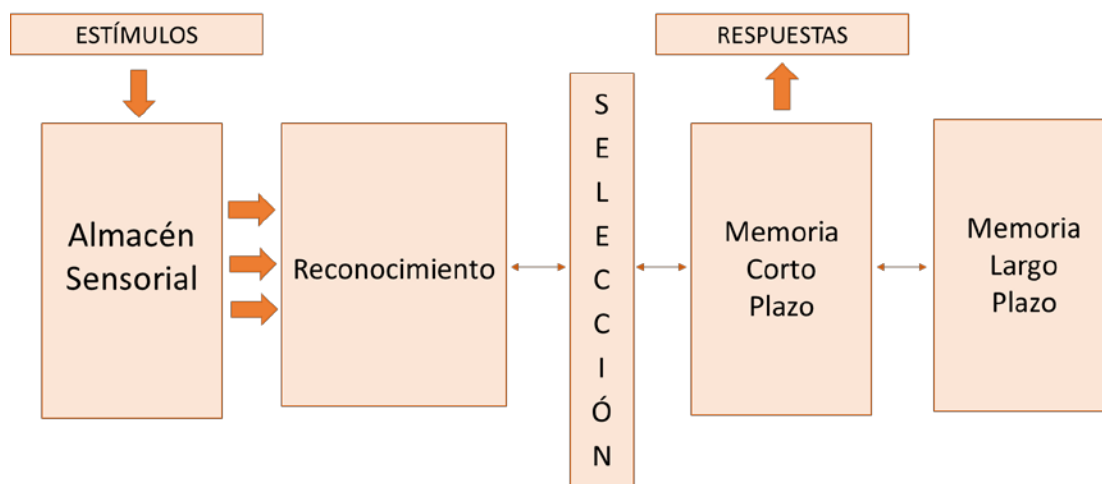 ESTÍMULOS
RESPUESTAS
Almacén
Sensorial
Reconocimiento
S
E
L
E
C
C
I
Ó
N
Memoria
Corto
Plazo
Memoria
Largo
Plazo